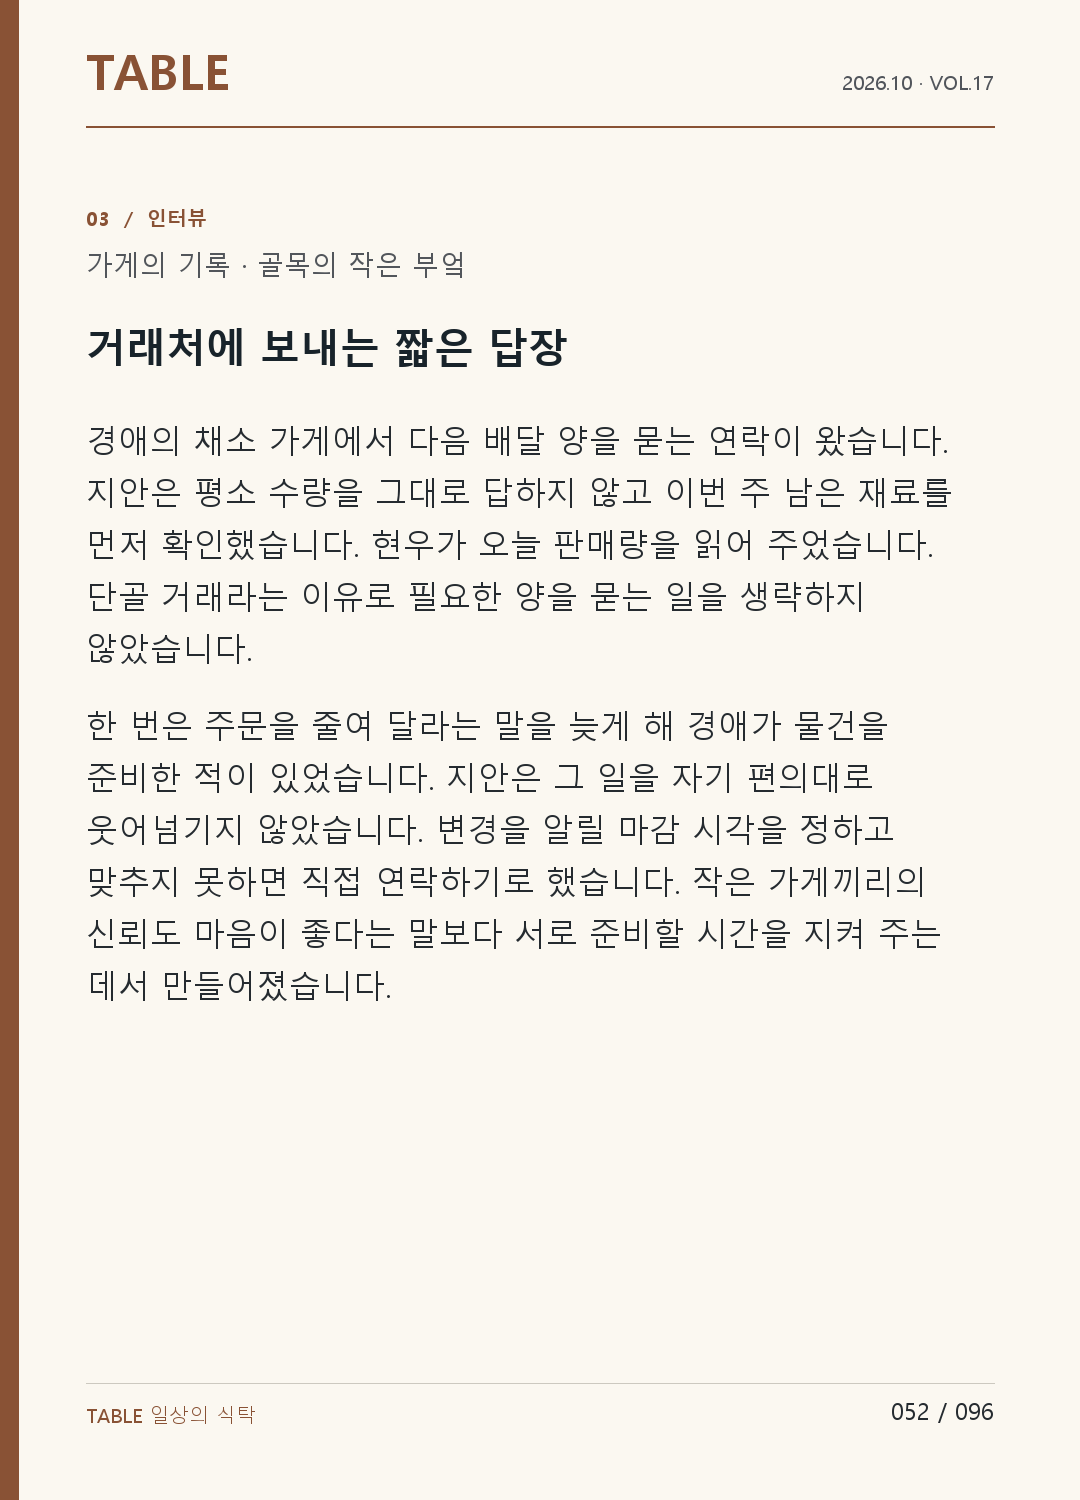 TABLE
2026.10 · VOL.17
03 / 인터뷰
가게의 기록 · 골목의 작은 부엌
거래처에 보내는 짧은 답장
경애의 채소 가게에서 다음 배달 양을 묻는 연락이 왔습니다.
지안은 평소 수량을 그대로 답하지 않고 이번 주 남은 재료를
먼저 확인했습니다. 현우가 오늘 판매량을 읽어 주었습니다.
단골 거래라는 이유로 필요한 양을 묻는 일을 생략하지
않았습니다.
한 번은 주문을 줄여 달라는 말을 늦게 해 경애가 물건을
준비한 적이 있었습니다. 지안은 그 일을 자기 편의대로
웃어넘기지 않았습니다. 변경을 알릴 마감 시각을 정하고
맞추지 못하면 직접 연락하기로 했습니다. 작은 가게끼리의
신뢰도 마음이 좋다는 말보다 서로 준비할 시간을 지켜 주는
데서 만들어졌습니다.
TABLE 일상의 식탁
052 / 096